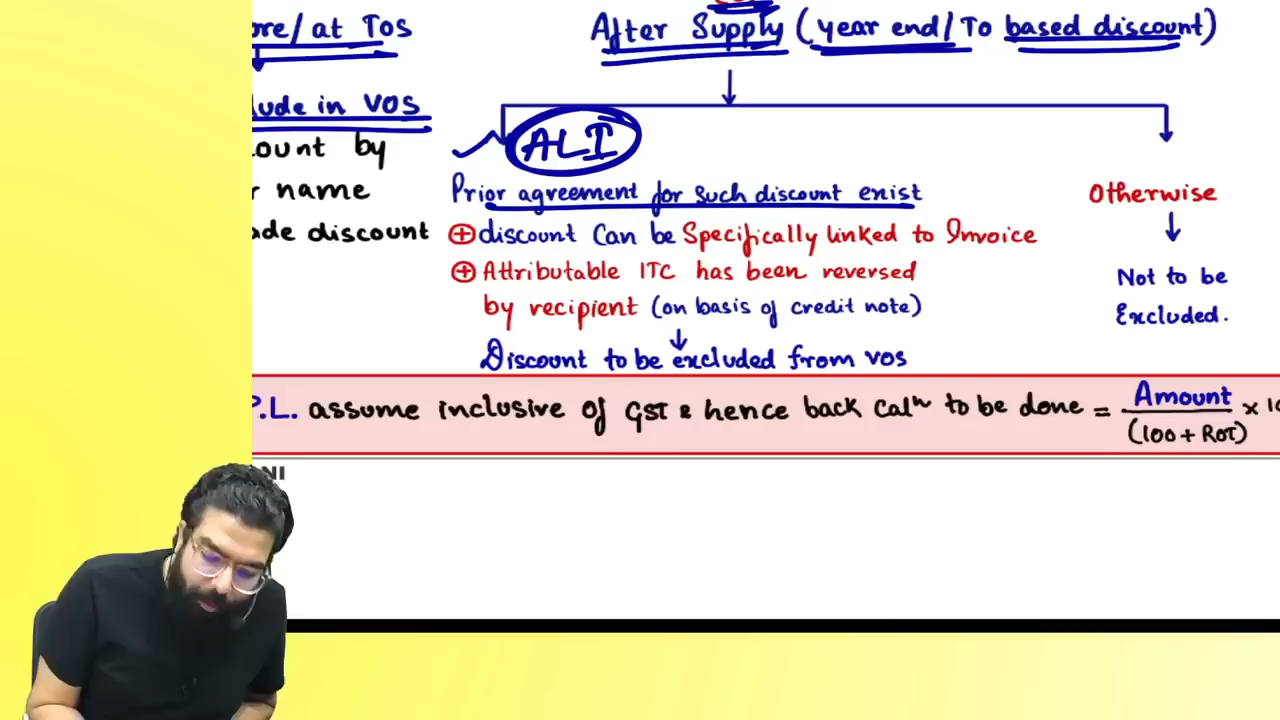 ore/ at Tos
After Supply (year end/ To based discount)
lude in VOS
ount by
ALI
r name
Prior agreement for such discount exist
Otherwise
ade discount
⊕ discount Can be Specifically linked to Invoice
⊕ Attributable ITC has been reversed
by recipient (on basis of credit note)
Not to be
Excluded.
Discount to be excluded from vos
P.L. assume inclusive of GST & hence back Calⁿ to be done = Amount / (100 + ROT) × 10
NI